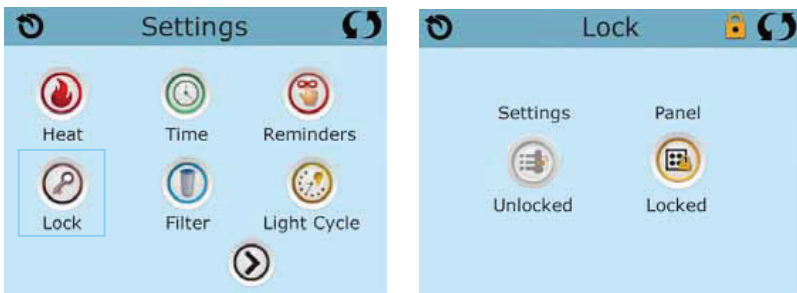 Settings
Heat Time Reminders
Lock Filter Light Cycle
Lock
Settings Panel
Unlocked Locked